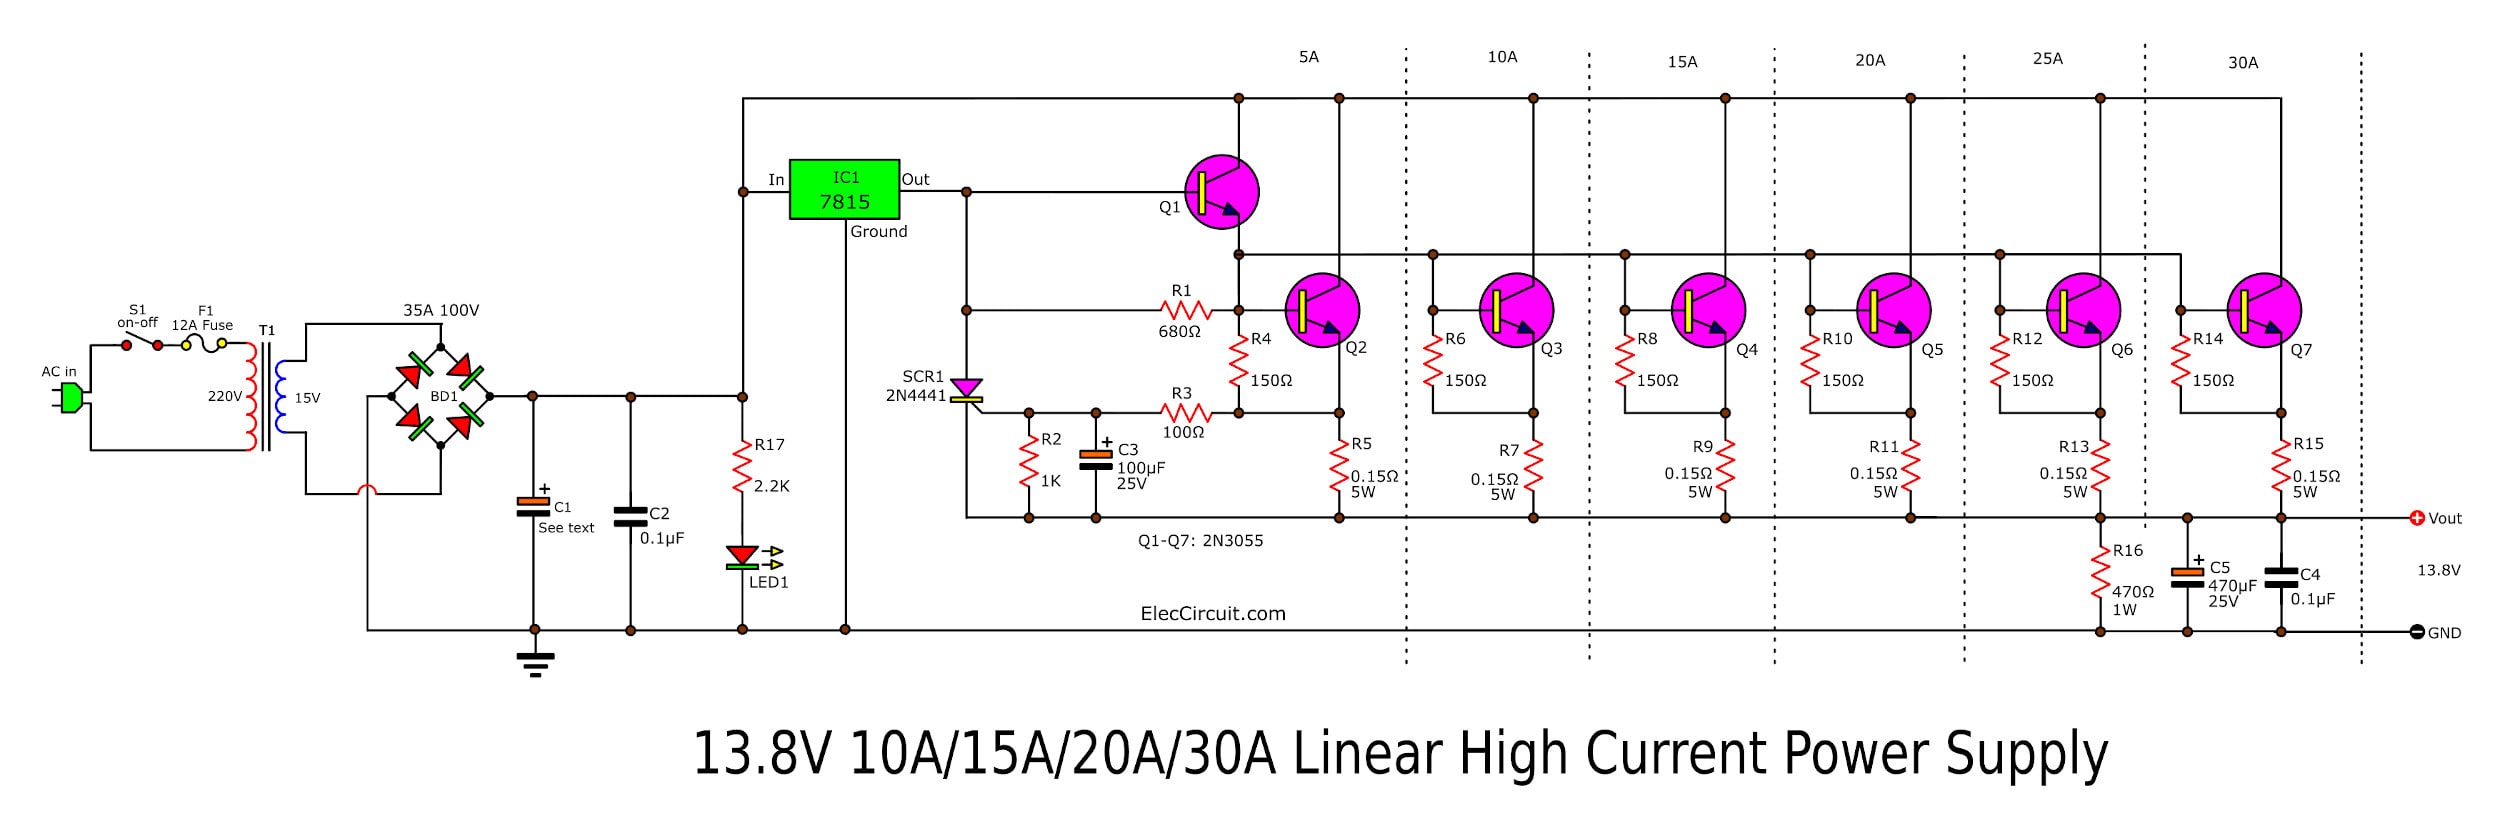 5A
10A
15A
20A
25A
30A
In
IC1
7815
Out
Ground
Q1
S1
on-off
F1
12A Fuse
T1
AC in
220V
15V
35A 100V
BD1
R1
680Ω
SCR1
2N4441
R4
150Ω
R3
100Ω
Q2
R6
150Ω
Q3
R8
150Ω
Q4
R10
150Ω
Q5
R12
150Ω
Q6
R14
150Ω
Q7
R17
2.2K
R2
1K
+
C3
100µF
25V
R5
0.15Ω
5W
R7
0.15Ω
5W
R9
0.15Ω
5W
R11
0.15Ω
5W
R13
0.15Ω
5W
R15
0.15Ω
5W
+
C1
See text
C2
0.1µF
LED1
Q1-Q7: 2N3055
+ Vout
R16
470Ω
1W
+
C5
470µF
25V
C4
0.1µF
13.8V
ElecCircuit.com
− GND
13.8V 10A/15A/20A/30A Linear High Current Power Supply